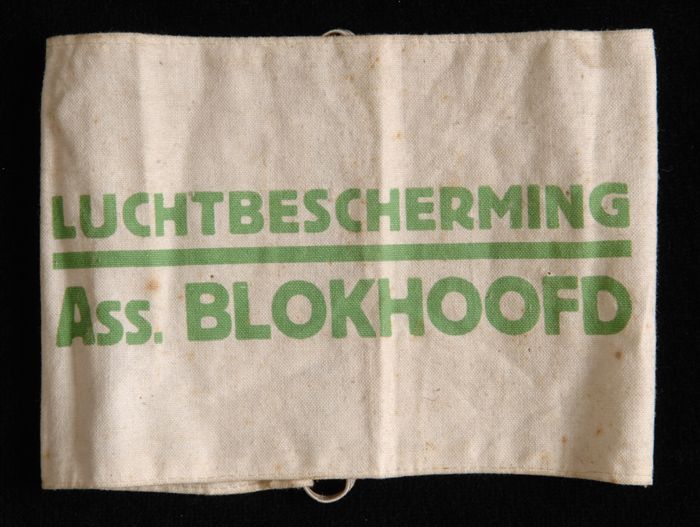 LUCHTBESCHERMING
ASS. BLOKHOOFD